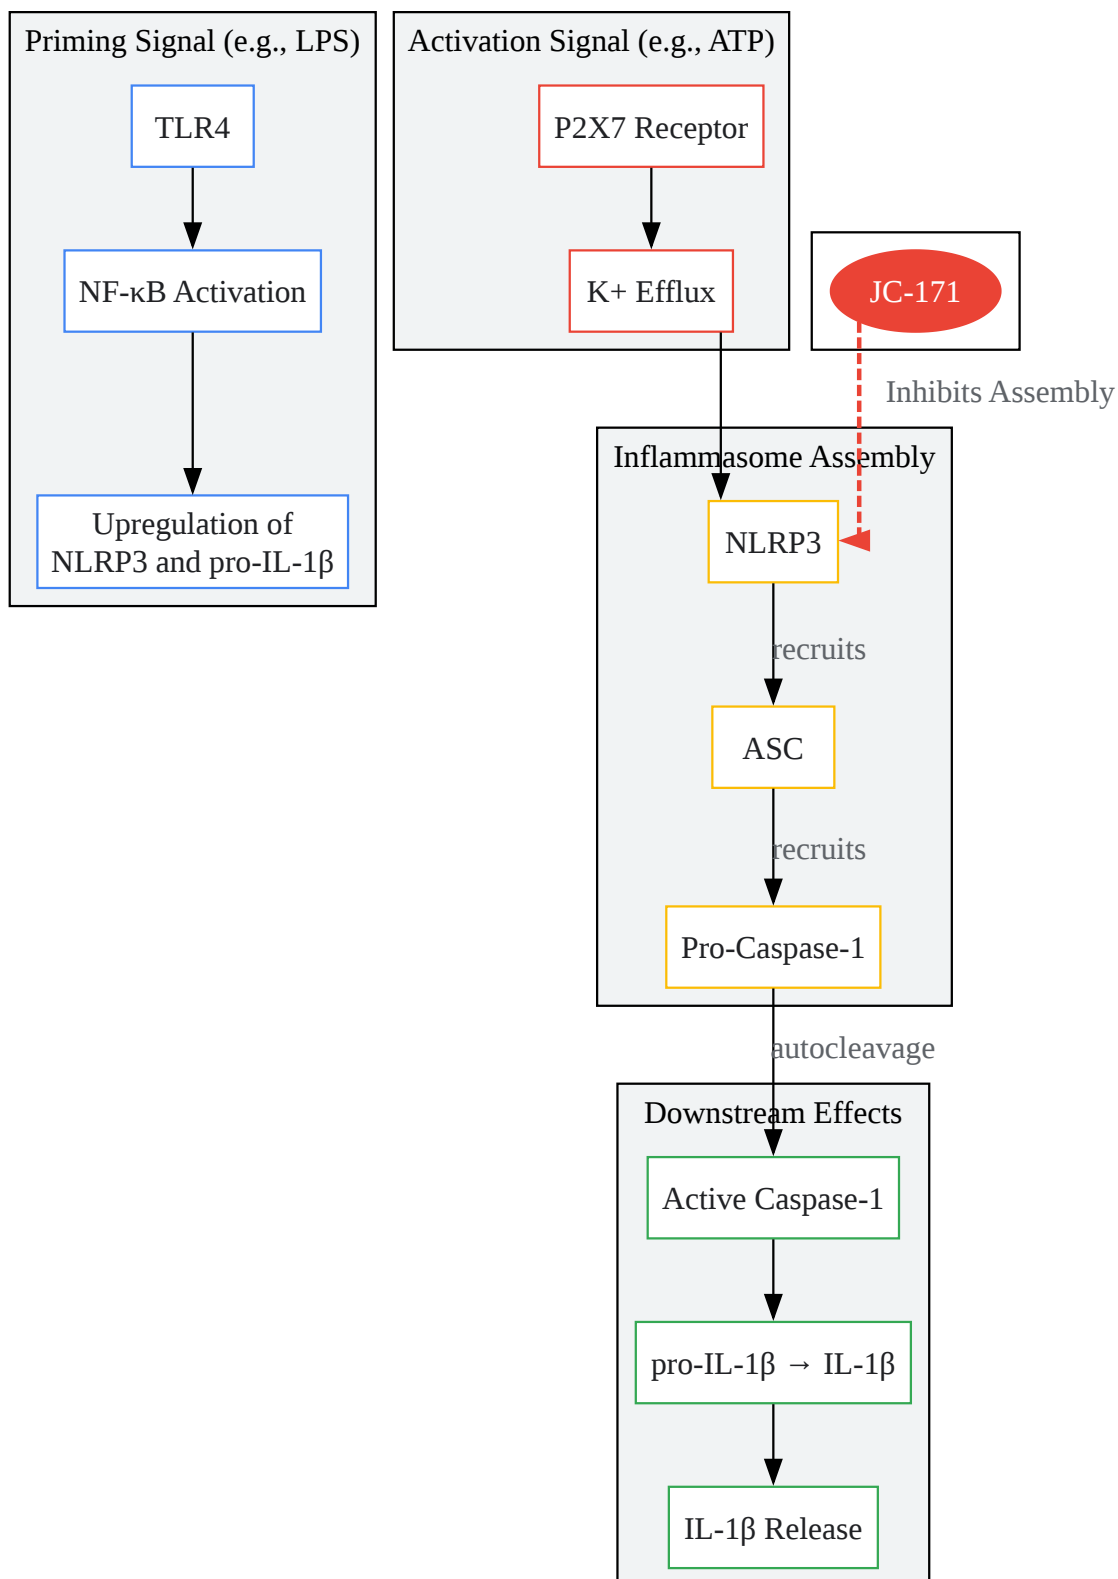 Priming Signal (e.g., LPS)
TLR4
NF-κB Activation
Upregulation of
NLRP3 and pro-IL-1β
Activation Signal (e.g., ATP)
P2X7 Receptor
K+ Efflux
JC-171
Inhibits Assembly
Inflammasome Assembly
NLRP3
recruits
ASC
recruits
Pro-Caspase-1
autocleavage
Downstream Effects
Active Caspase-1
pro-IL-1β → IL-1β
IL-1β Release